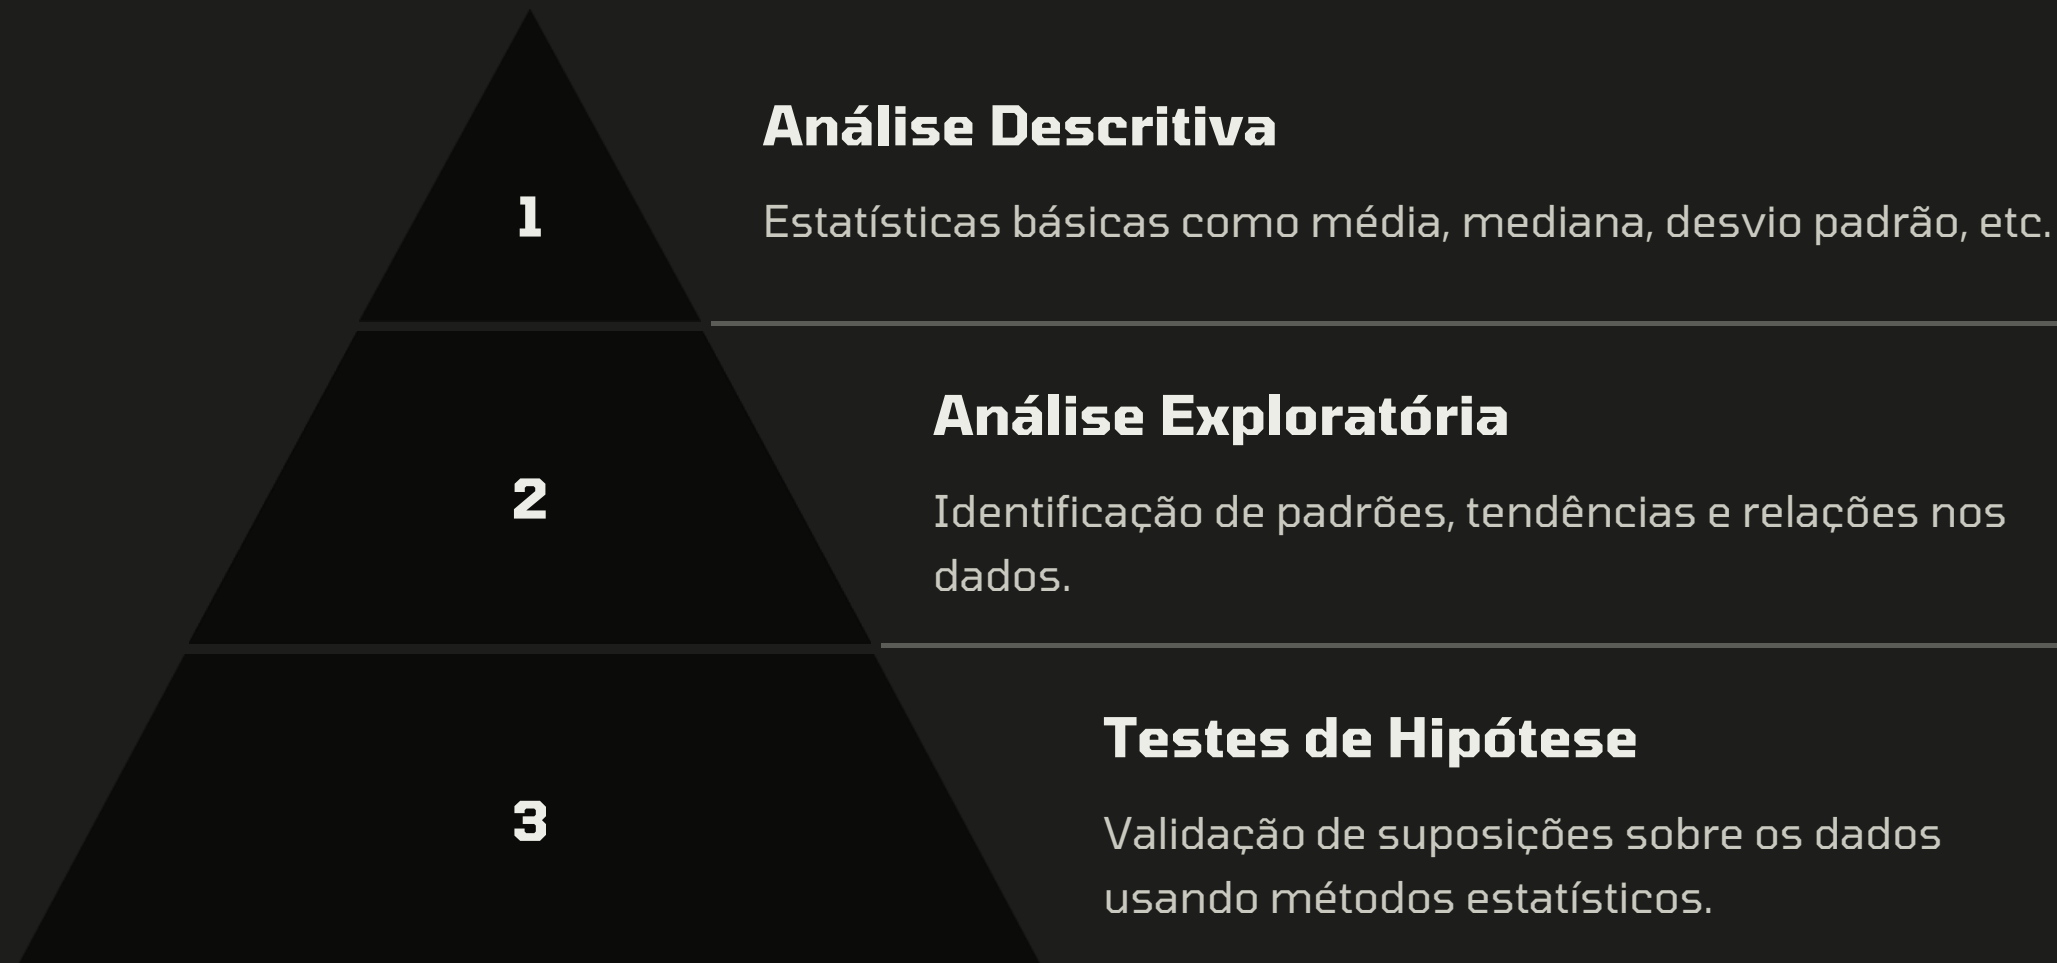 1
Análise Descritiva
Estatísticas básicas como média, mediana, desvio padrão, etc.
2
Análise Exploratória
Identificação de padrões, tendências e relações nos
dados.
3
Testes de Hipótese
Validação de suposições sobre os dados
usando métodos estatísticos.